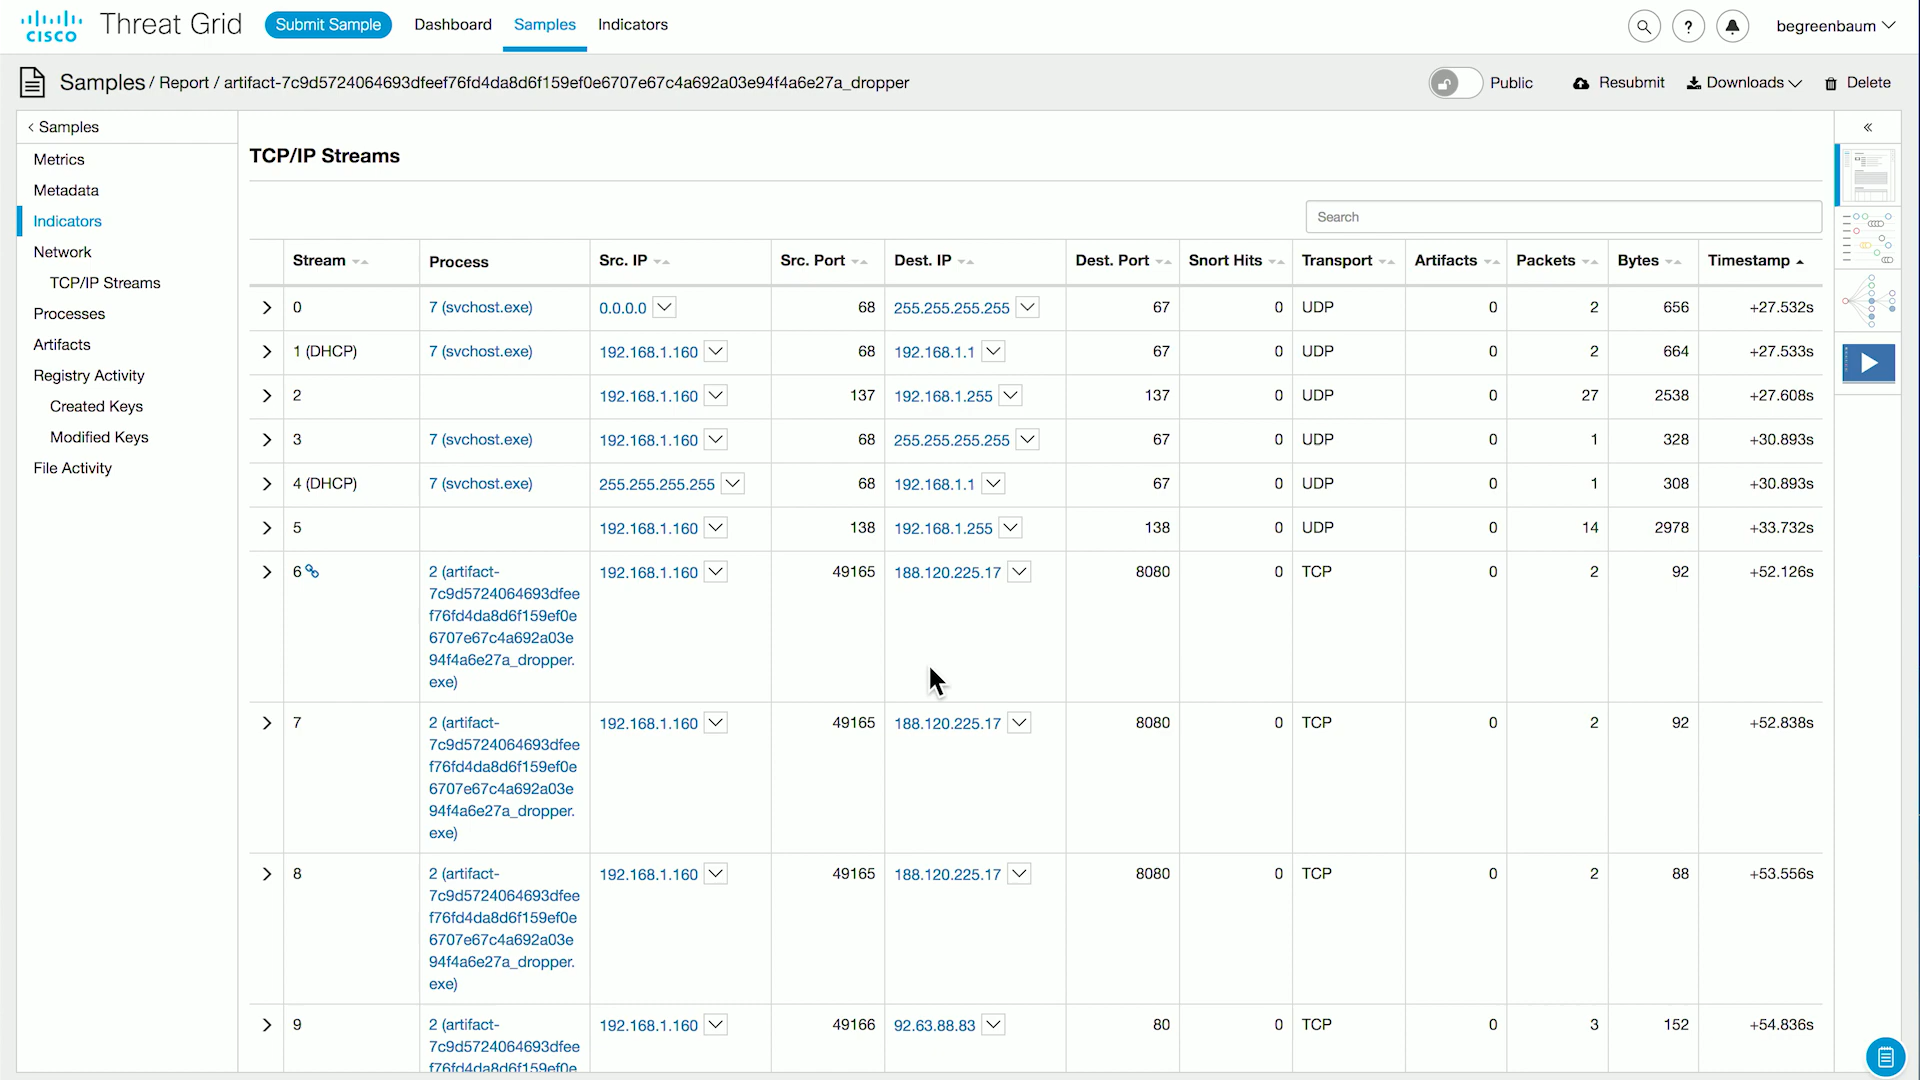 CISCO Threat Grid Submit Sample Dashboard Samples Indicators ? begreenbaum
Samples / Report / artifact-7c9d5724064693dfeef76fd4da8d6f159ef0e6707e67c4a692a03e94f4a6e27a_dropper Public Resubmit Downloads Delete
< Samples
Metrics
Metadata
Indicators
Network
TCP/IP Streams
Processes
Artifacts
Registry Activity
Created Keys
Modified Keys
File Activity
TCP/IP Streams
Search
Stream Process Src. IP Src. Port Dest. IP Dest. Port Snort Hits Transport Artifacts Packets Bytes Timestamp
0 7 (svchost.exe) 0.0.0.0 68 255.255.255.255 67 0 UDP 0 2 656 +27.532s
1 (DHCP) 7 (svchost.exe) 192.168.1.160 68 192.168.1.1 67 0 UDP 0 2 664 +27.533s
2 192.168.1.160 137 192.168.1.255 137 0 UDP 0 27 2538 +27.608s
3 7 (svchost.exe) 192.168.1.160 68 255.255.255.255 67 0 UDP 0 1 328 +30.893s
4 (DHCP) 7 (svchost.exe) 255.255.255.255 68 192.168.1.1 67 0 UDP 0 1 308 +30.893s
5 192.168.1.160 138 192.168.1.255 138 0 UDP 0 14 2978 +33.732s
6 2 (artifact- 192.168.1.160 49165 188.120.225.17 8080 0 TCP 0 2 92 +52.126s
7c9d5724064693dfee
f76fd4da8d6f159ef0e
6707e67c4a692a03e
94f4a6e27a_dropper.
exe)
7 2 (artifact- 192.168.1.160 49165 188.120.225.17 8080 0 TCP 0 2 92 +52.838s
7c9d5724064693dfee
f76fd4da8d6f159ef0e
6707e67c4a692a03e
94f4a6e27a_dropper.
exe)
8 2 (artifact- 192.168.1.160 49165 188.120.225.17 8080 0 TCP 0 2 88 +53.556s
7c9d5724064693dfee
f76fd4da8d6f159ef0e
6707e67c4a692a03e
94f4a6e27a_dropper.
exe)
9 2 (artifact- 192.168.1.160 49166 92.63.88.83 80 0 TCP 0 3 152 +54.836s
7c9d5724064693dfee
f76fd4da8d6f159ef0e